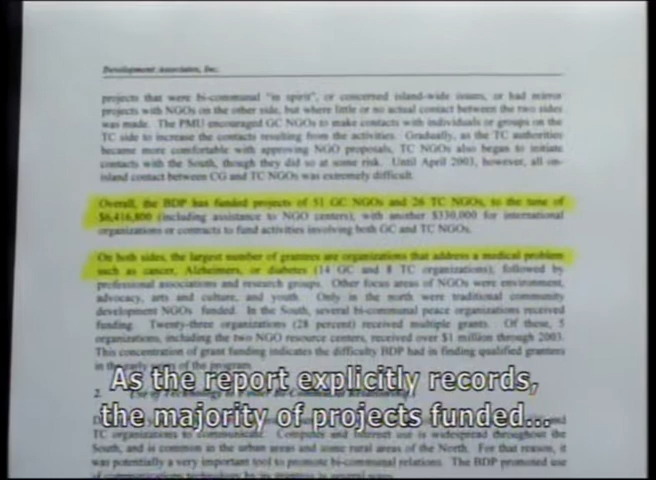 Development Associates, Inc.
projects that were bi-communal "in spirit", or concerned island-wide issues, or had mirror
projects with NGOs on the other side, but where little or no actual contact between the two sides
was made. The PMU encouraged GC NGOs to make contacts with individuals or groups on the
TC side to increase the contacts resulting from the activities. Gradually, as the TC authorities
became more comfortable with approving NGO proposals, TC NGOs also began to initiate
contacts with the South, though they did so at some risk. Until April 2003, however, all on-
island contact between CG and TC NGOs was extremely difficult.
Overall, the BDP has funded projects of 51 GC NGOs and 26 TC NGOs, to the tune of
$6,416,800 (including assistance to NGO centers), with another $330,000 for international
organizations or contracts to fund activities involving both GC and TC NGOs.
On both sides, the largest number of grantees are organizations that address a medical problem
such as cancer, Alzheimers, or diabetes (14 GC and 8 TC organizations), followed by
professional associations and research groups. Other focus areas of NGOs were environment,
advocacy, arts and culture, and youth. Only in the north were traditional community
development NGOs funded. In the South, several bi-communal peace organizations received
funding. Twenty-three organizations (28 percent) received multiple grants. Of these, 5
organizations, including the two NGO resource centers, received over $1 million through 2003.
This concentration of grant funding indicates the difficulty BDP had in finding qualified grantees
in the early years of the program.
As the report explicitly records,
2. Use of Technology to
the majority of projects funded...
TC organizations to communicate. Computer and Internet use is widespread throughout the
South, and is common in the urban areas and some rural areas of the North. For that reason, it
was potentially a very important tool to promote bi-communal relations. The BDP promoted use